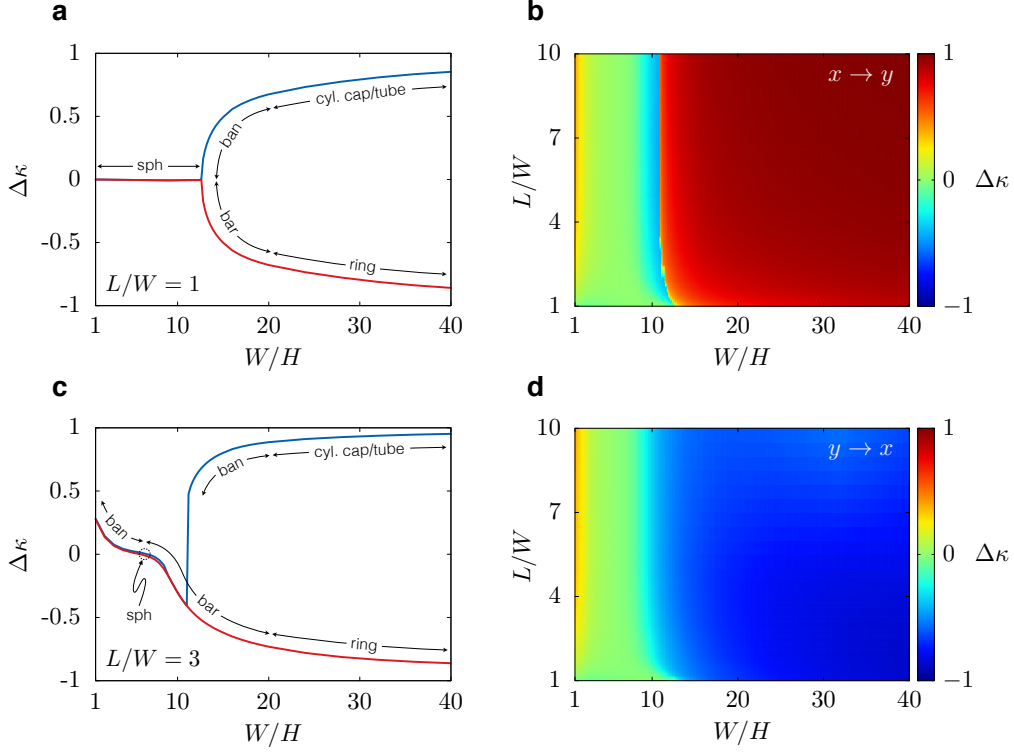 a
1
0.5
0
-0.5
-1
Δκ
sph
ban
cyl. cap/tube
bar
ring
L/W = 1
1 10 20 30 40
W/H
b
10
7
4
1
L/W
x → y
1
0
−1
Δκ
1 10 20 30 40
W/H
c
1
0.5
0
-0.5
-1
Δκ
ban
cyl. cap/tube
ban
sph
bar
ring
L/W = 3
1 10 20 30 40
W/H
d
10
7
4
1
L/W
y → x
1
0
−1
Δκ
1 10 20 30 40
W/H